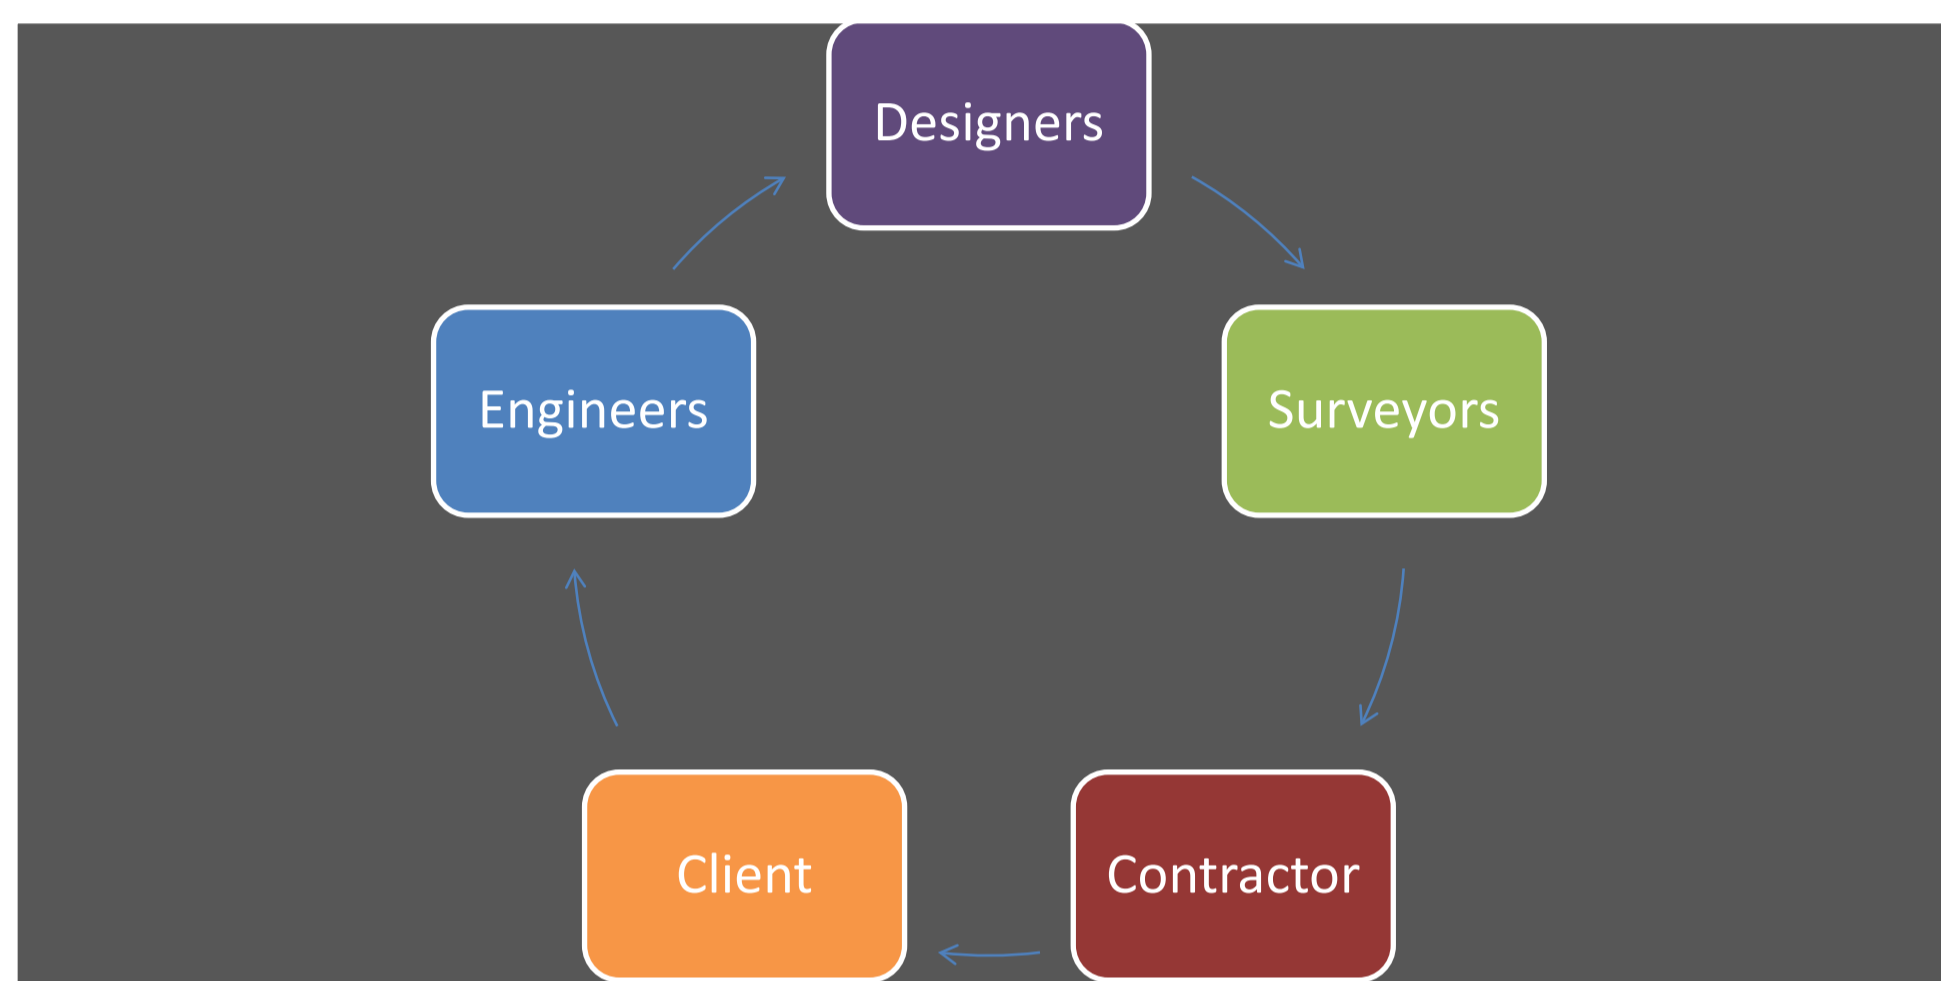 Designers
Engineers
Surveyors
Client
Contractor